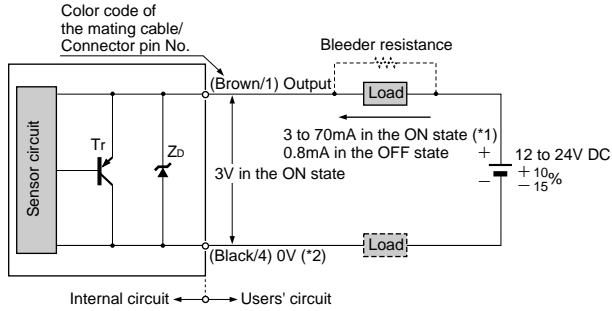 Color code of
the mating cable/
Connector pin No.
Bleeder resistance
(Brown/1) Output
Load
Sensor circuit
Tr
ZD
3 to 70mA in the ON state (*1)
0.8mA in the OFF state
3V in the ON state
+
−
12 to 24V DC
+ 10
− 15
%
(Black/4) 0V (*2)
Load
Internal circuit
Users' circuit